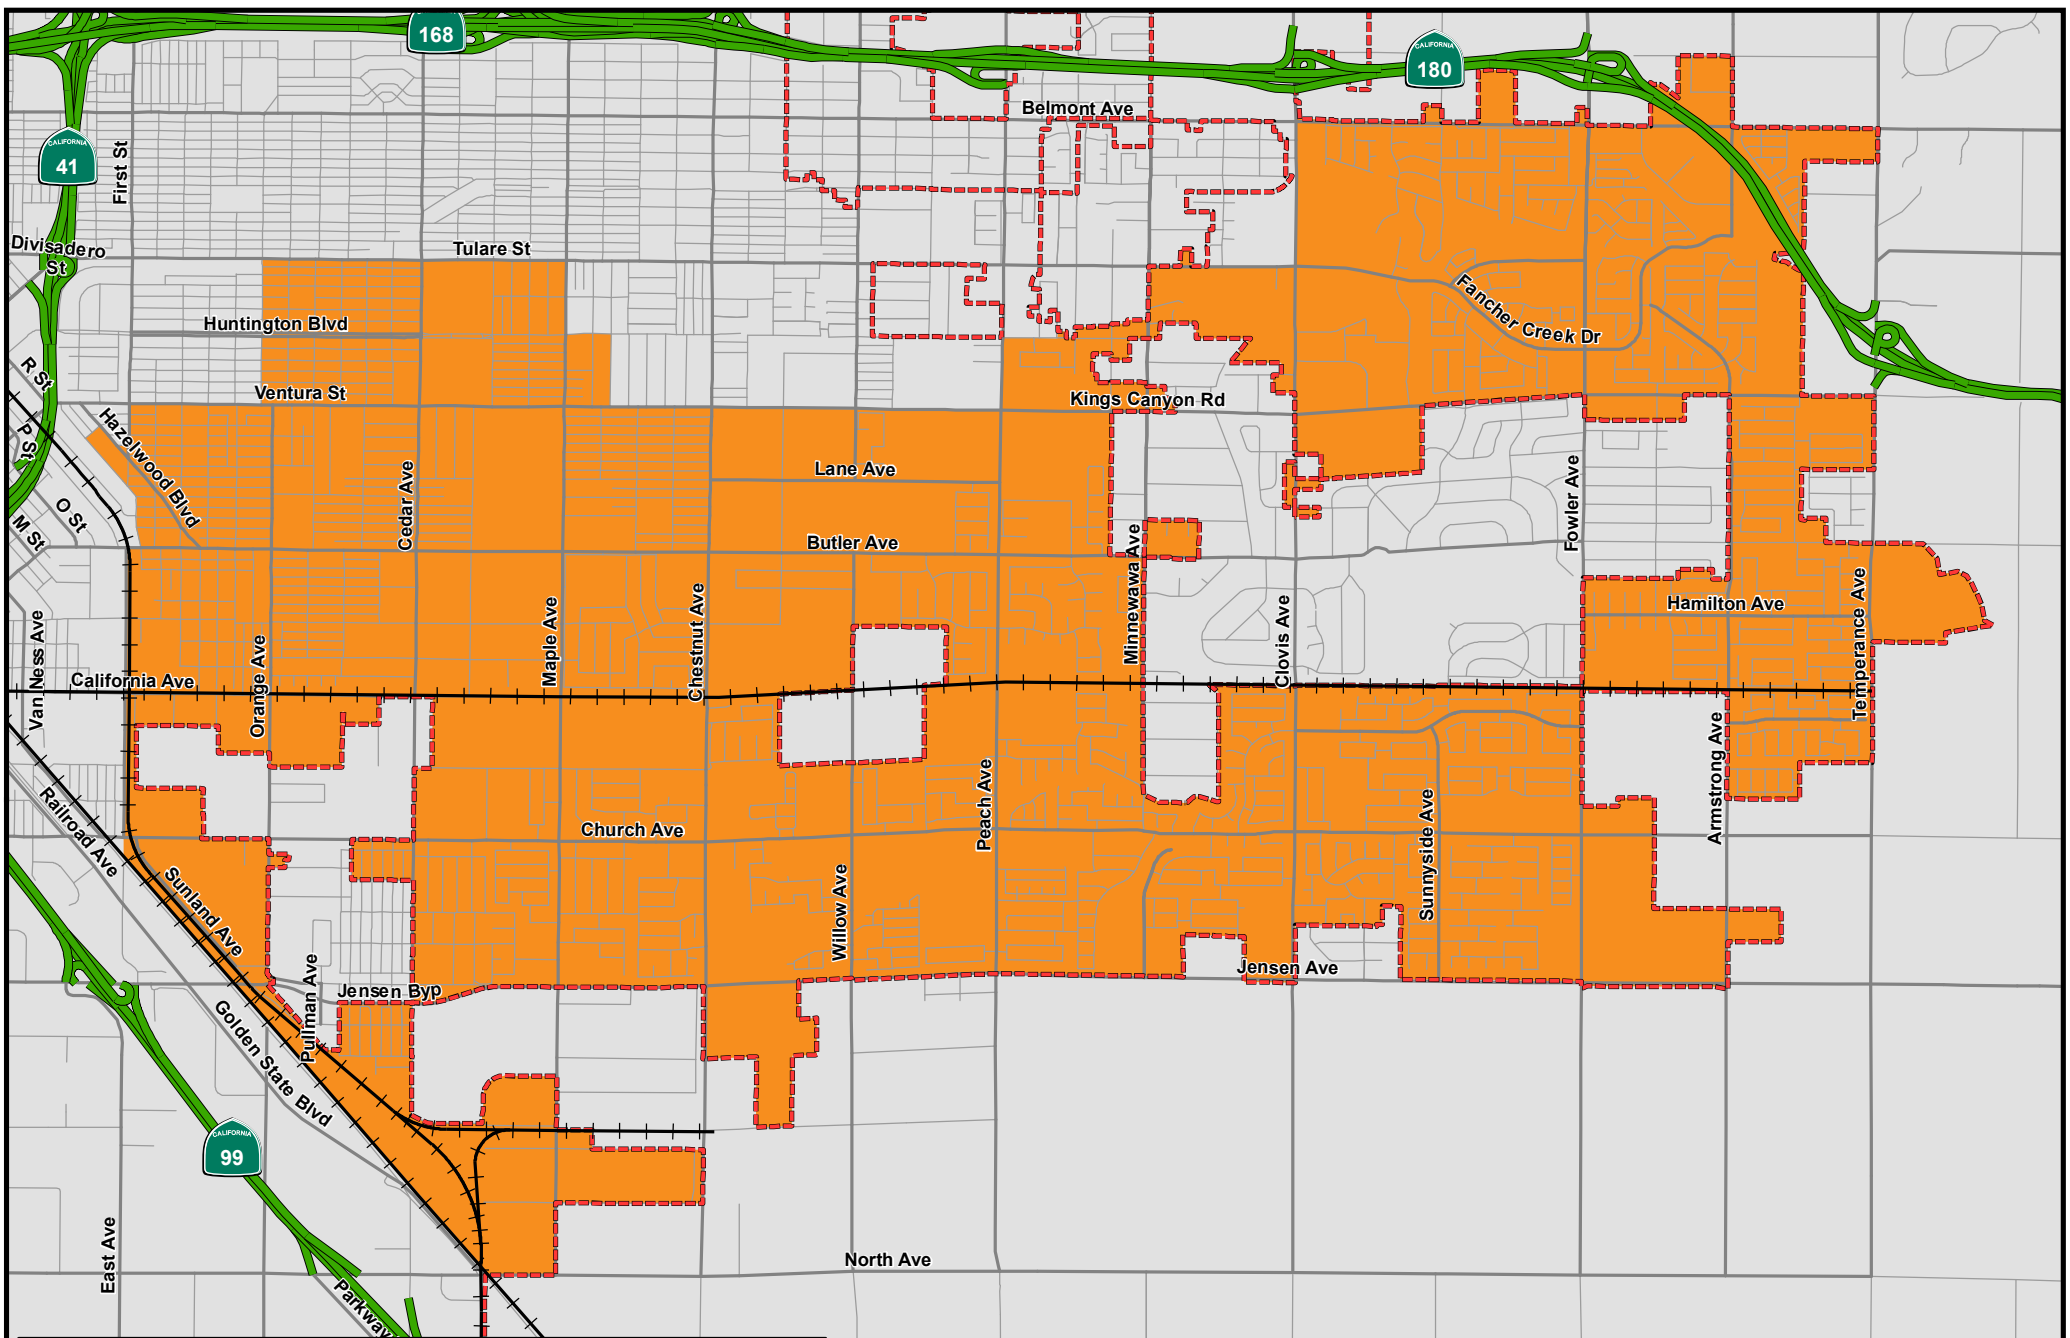 168
CALIFORNIA
180
Belmont Ave
CALIFORNIA
41
First St
Divisadero
St
Tulare St
Fancher Creek Dr
Huntington Blvd
R St
Ventura St
Kings Canyon Rd
P St
Hazelwood Blvd
Lane Ave
Cedar Ave
Fowler Ave
O St
M St
Butler Ave
Minnewawa Ave
Hamilton Ave
Van Ness Ave
Orange Ave
Maple Ave
Chestnut Ave
Clovis Ave
Temperance Ave
California Ave
Armstrong Ave
Peach Ave
Sunnyside Ave
Railroad Ave
Church Ave
Sunland Ave
Willow Ave
Jensen Ave
Pullman Ave
Jensen Byp
Golden State Blvd
CALIFORNIA
99
East Ave
North Ave
Parkway